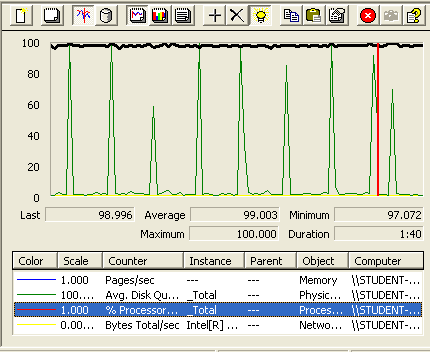 100
80
60
40
20
0
Last 98.996 Average 99.003 Minimum 97.072
Maximum 100.000 Duration 1:40
Color Scale Counter Instance Parent Object Computer
1.000 Pages/sec --- --- Memory \\STUDENT-...
100.... Avg. Disk Qu... _Total --- Physic... \\STUDENT-...
1.000 % Processor... _Total --- Proces... \\STUDENT-...
0.00... Bytes Total/sec Intel[R] ... --- Netwo... \\STUDENT-...